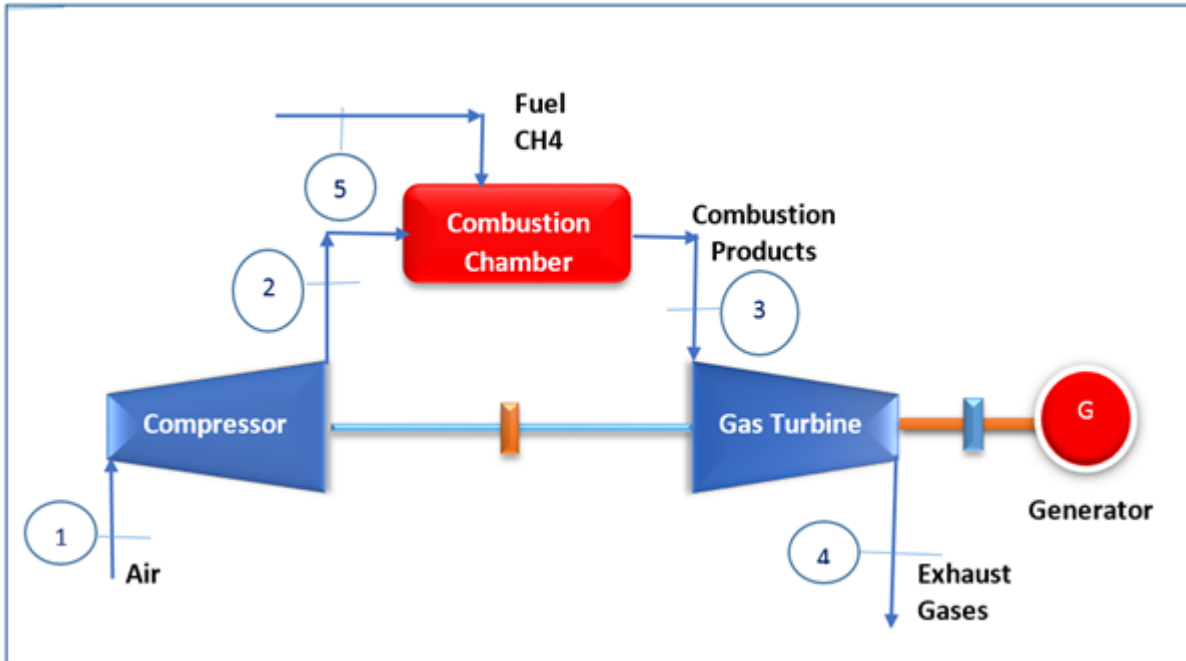 Fuel
CH4
5
Combustion
Chamber
Combustion
Products
2
3
Compressor
Gas Turbine
G
Generator
1
Air
4
Exhaust
Gases